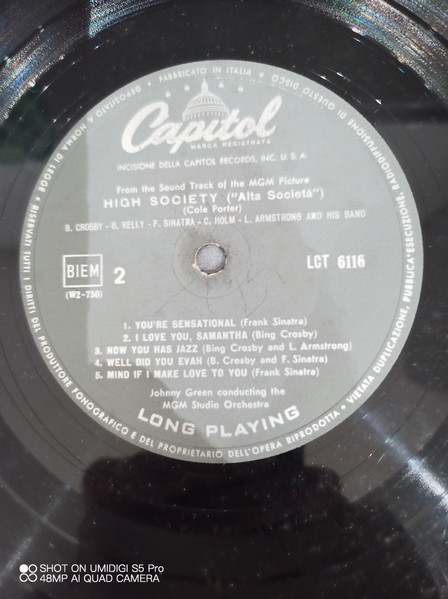 FABBRICATO IN ITALIA
Capitol
MARCA REGISTRATA
INCISIONE DELLA CAPITOL RECORDS, INC. U. S. A.
From the Sound Track of the MGM Picture
HIGH SOCIETY ("Alta Società")
(Cole Porter)
B. CROSBY - G. KELLY - F. SINATRA - C. HOLM - L. ARMSTRONG AND HIS BAND
BIEM 2 LCT 6116
(W2-750)
1. YOU'RE SENSATIONAL (Frank Sinatra)
2. I LOVE YOU, SAMANTHA (Bing Crosby)
3. NOW YOU HAS JAZZ (Bing Crosby and L. Armstrong)
4. WELL DID YOU EVAH (B. Crosby and F. Sinatra)
5. MIND IF I MAKE LOVE TO YOU (Frank Sinatra)
Johnny Green conducting the
MGM Studio Orchestra
LONG PLAYING
DEPOSITATO A NORMA DI LEGGE • RISERVATI TUTTI I DIRITTI DEL PRODUTTORE FONOGRAFICO E DEL PROPRIETARIO DELL'OPERA RIPRODOTTA • VIETATA DUPLICAZIONE, PUBBLICA ESECUZIONE, RADIODIFFUSIONE DI QUESTO DISCO
SHOT ON UMIDIGI S5 Pro
48MP AI QUAD CAMERA